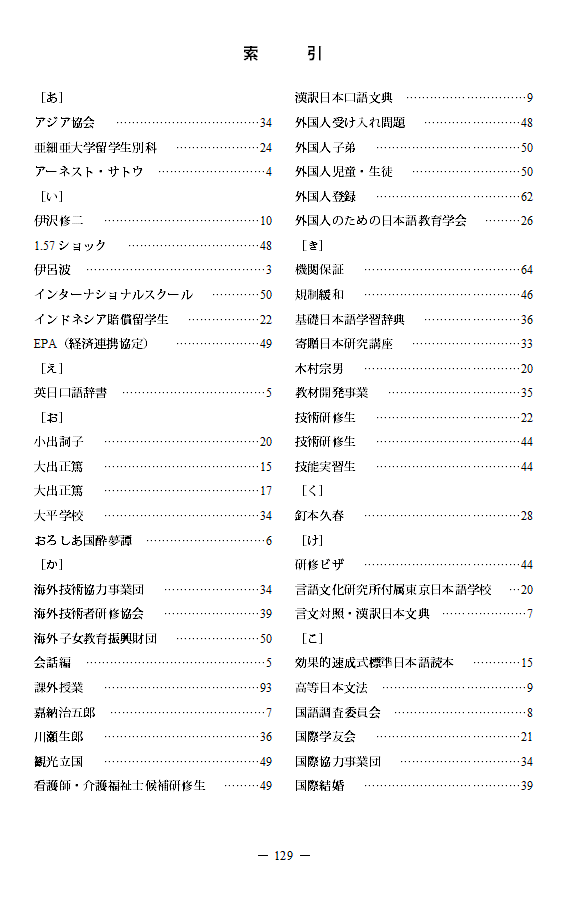 索　引
［あ］
アジア協会 ……………………………34
亜細亜大学留学生別科 …………………24
アーネスト・サトウ ………………………4
［い］
伊沢修二 …………………………………10
1.57 ショック ……………………………48
伊呂波 ………………………………………3
インターナショナルスクール …………50
インドネシア賠償留学生 ………………22
EPA（経済連携協定） …………………49
［え］
英日口語辞書 ………………………………5
［お］
小出詞子 …………………………………20
大出正篤 …………………………………15
大出正篤 …………………………………17
大平学校 …………………………………34
おろしあ国酔夢譚 …………………………6
［か］
海外技術協力事業団 ……………………34
海外技術者研修協会 ……………………39
海外子女教育振興財団 …………………50
会話編 ………………………………………5
課外授業 …………………………………93
嘉納治五郎 …………………………………7
川瀬生郎 …………………………………36
観光立国 …………………………………49
看護師・介護福祉士候補研修生 ………49
漢訳日本口語文典 …………………………9
外国人受け入れ問題 ……………………48
外国人子弟 ………………………………50
外国人児童・生徒 ………………………50
外国人登録 ………………………………62
外国人のための日本語教育学会 ………26
［き］
機関保証 …………………………………64
規制緩和 …………………………………46
基礎日本語学習辞典 ……………………36
寄贈日本研究講座 ………………………33
木村宗男 …………………………………20
教材開発事業 ……………………………35
技術研修生 ………………………………22
技術研修生 ………………………………44
技能実習生 ………………………………44
［く］
釘本久春 …………………………………28
［け］
研修ビザ …………………………………44
言語文化研究所付属東京日本語学校 …20
言文対照・漢訳日本文典 …………………7
［こ］
効果的速成式標準日本語読本 …………15
高等日本文法 ………………………………9
国語調査委員会 ……………………………8
国際学友会 ………………………………21
国際協力事業団 …………………………34
国際結婚 …………………………………39
― 129 ―